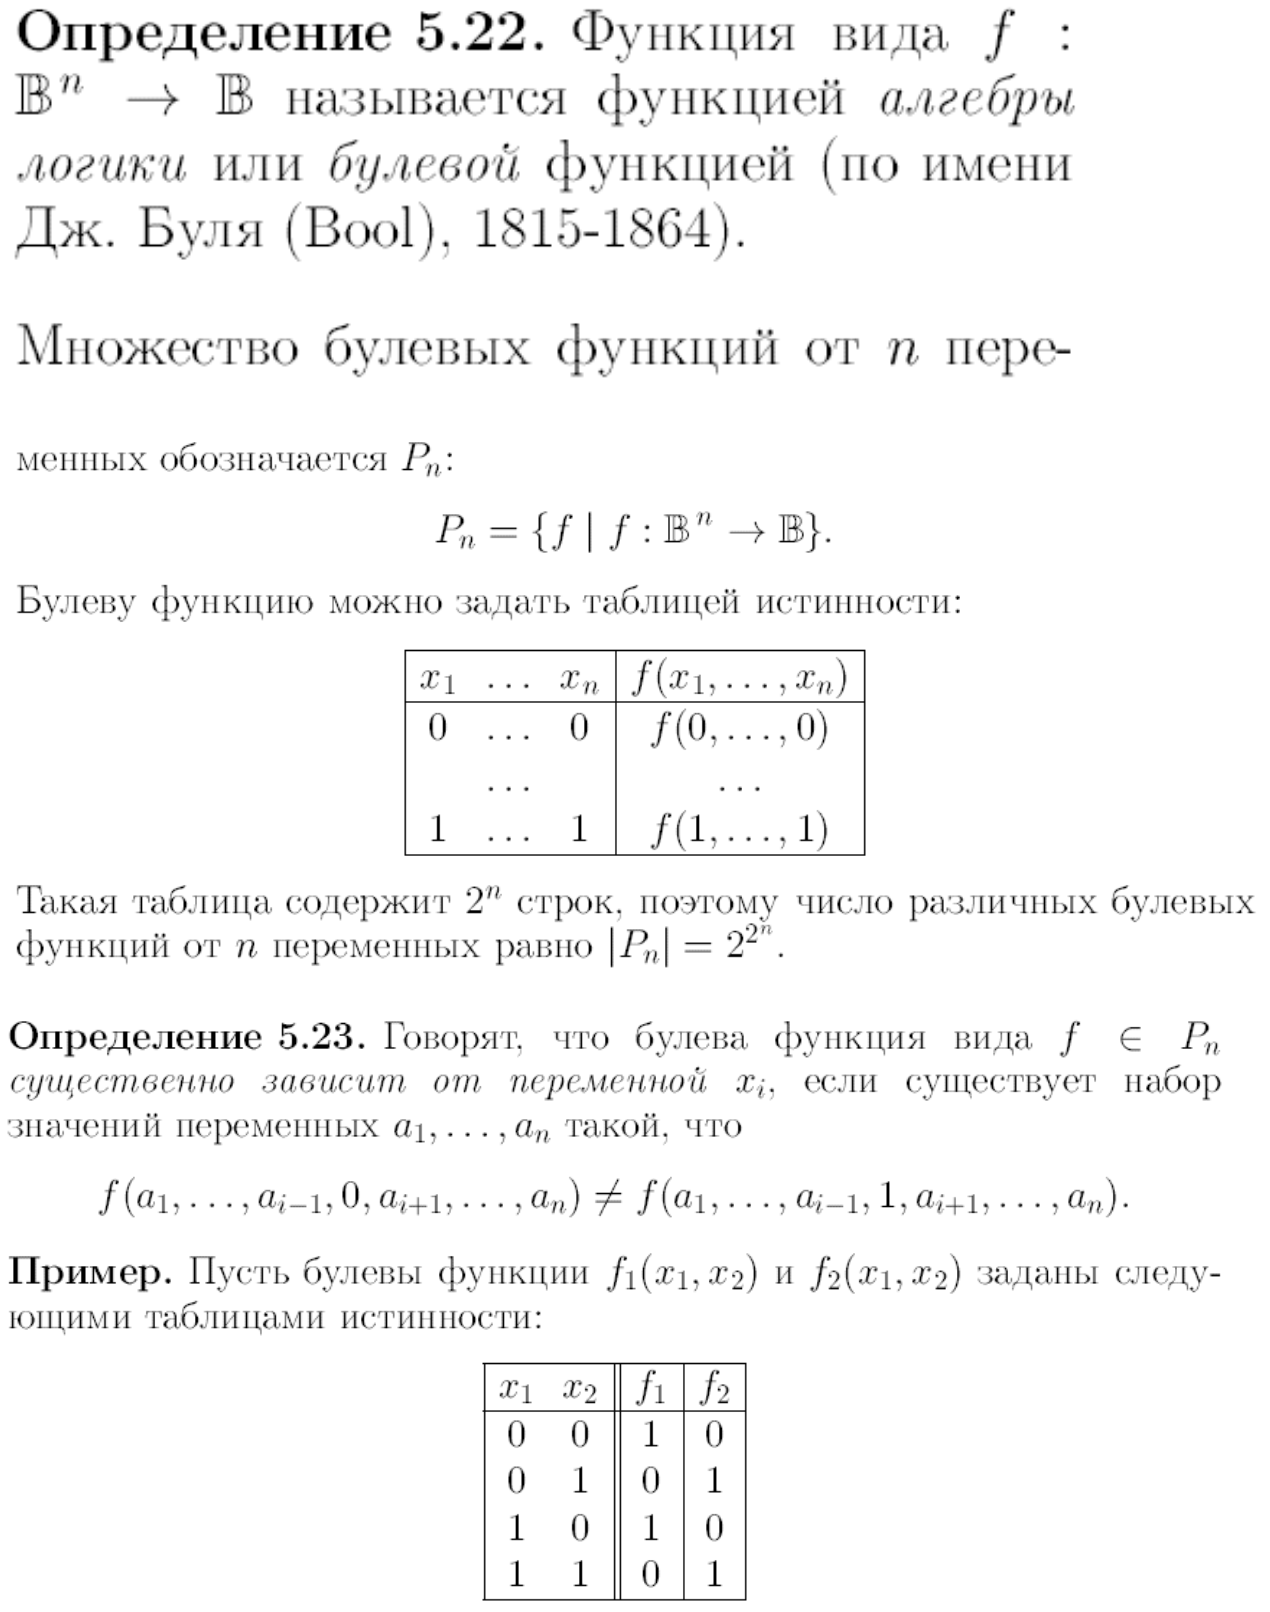 Определение 5.22. Функция вида f :
𝔹ⁿ → 𝔹 называется функцией алгебры
логики или булевой функцией (по имени
Дж. Буля (Bool), 1815-1864).
Множество булевых функций от n пере-
менных обозначается Pₙ:
Pₙ = {f | f : 𝔹ⁿ → 𝔹}.
Булеву функцию можно задать таблицей истинности:
x₁ … xₙ f(x₁, …, xₙ)
0 … 0 f(0, …, 0)
… …
1 … 1 f(1, …, 1)
Такая таблица содержит 2ⁿ строк, поэтому число различных булевых
функций от n переменных равно |Pₙ| = 2^{2ⁿ}.
Определение 5.23. Говорят, что булева функция вида f ∈ Pₙ
существенно зависит от переменной xᵢ, если существует набор
значений переменных a₁, …, aₙ такой, что
f(a₁, …, aᵢ₋₁, 0, aᵢ₊₁, …, aₙ) ≠ f(a₁, …, aᵢ₋₁, 1, aᵢ₊₁, …, aₙ).
Пример. Пусть булевы функции f₁(x₁, x₂) и f₂(x₁, x₂) заданы следу-
ющими таблицами истинности:
x₁ x₂ f₁ f₂
0 0 1 0
0 1 0 1
1 0 1 0
1 1 0 1